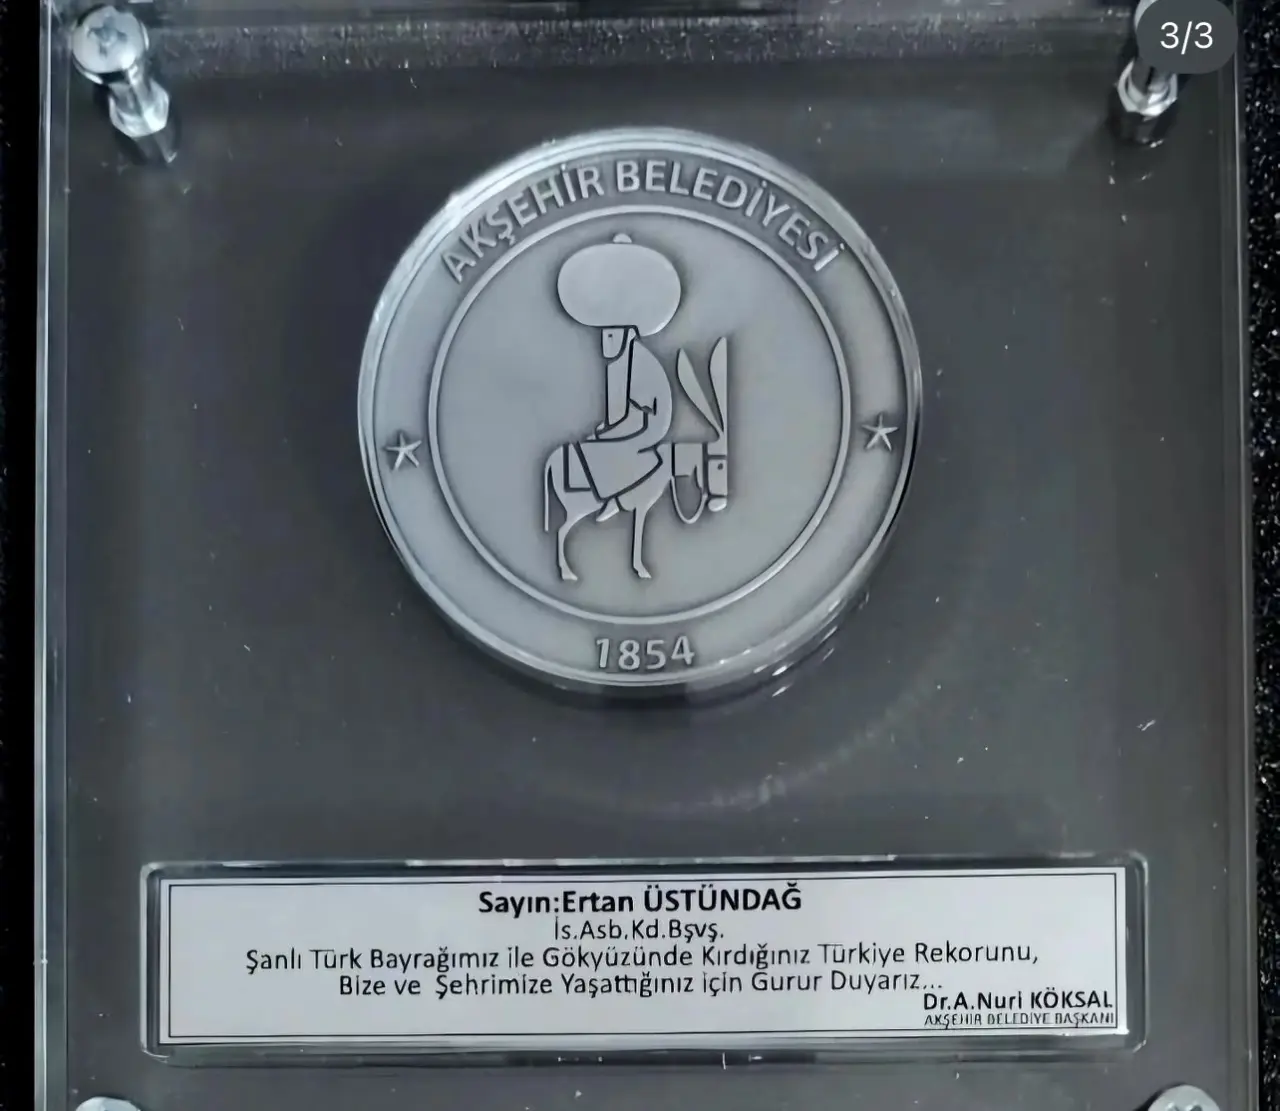 3/3
AKŞEHİR BELEDİYESİ
1854
Sayın:Ertan ÜSTÜNDAĞ
İs.Asb.Kd.Bşvş.
Şanlı Türk Bayrağımız ile Gökyüzünde Kırdığınız Türkiye Rekorunu,
Bize ve Şehrimize Yaşattığınız için Gurur Duyarız...
Dr.A.Nuri KÖKSAL
AKŞEHİR BELEDİYE BAŞKANI